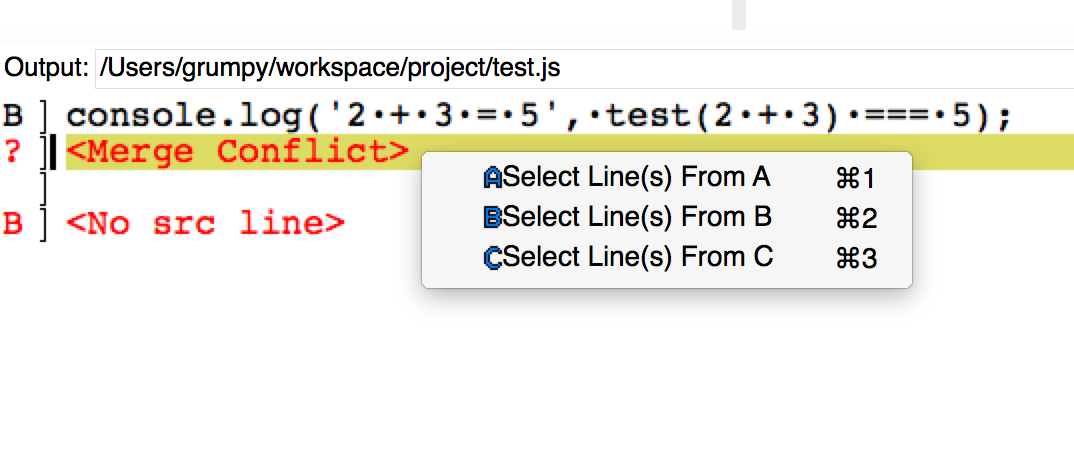 Output: /Users/grumpy/workspace/project/test.js
B ] console.log('2·+·3·=·5',·test(2·+·3)·===·5);
? ] <Merge Conflict>
]
B ] <No src line>
A Select Line(s) From A ⌘1
B Select Line(s) From B ⌘2
C Select Line(s) From C ⌘3